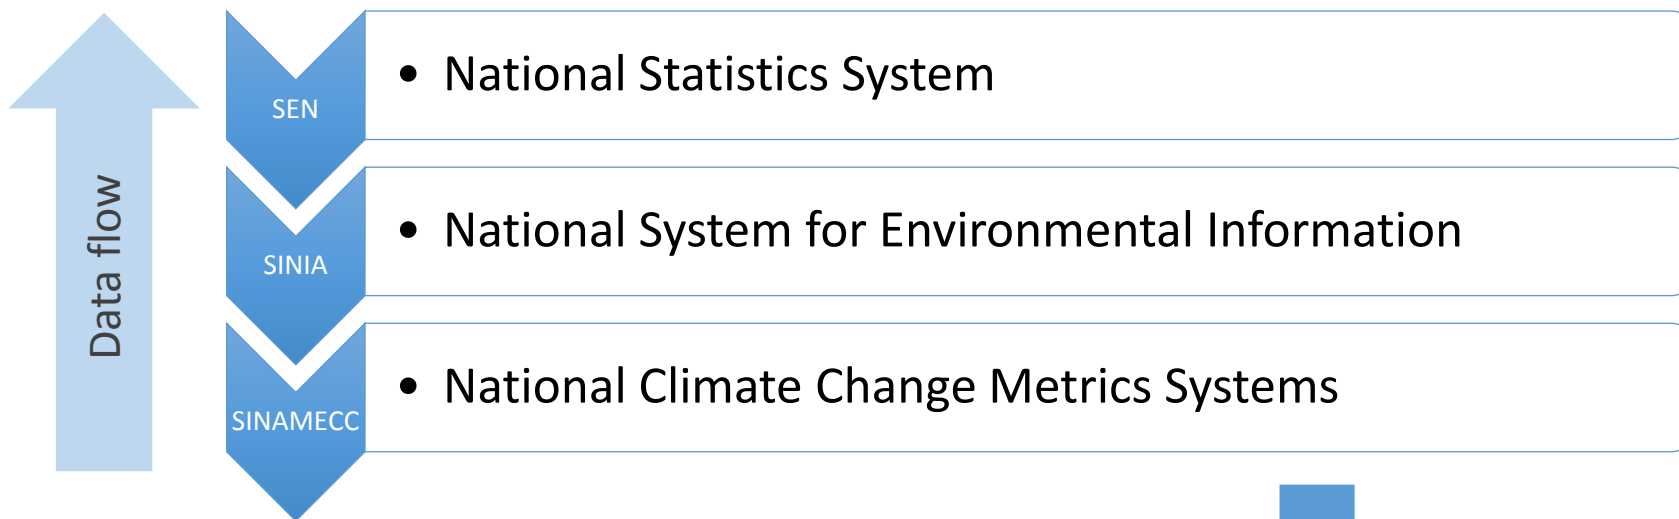 Data flow
SEN
• National Statistics System
SINIA
• National System for Environmental Information
SINAMECC
• National Climate Change Metrics Systems